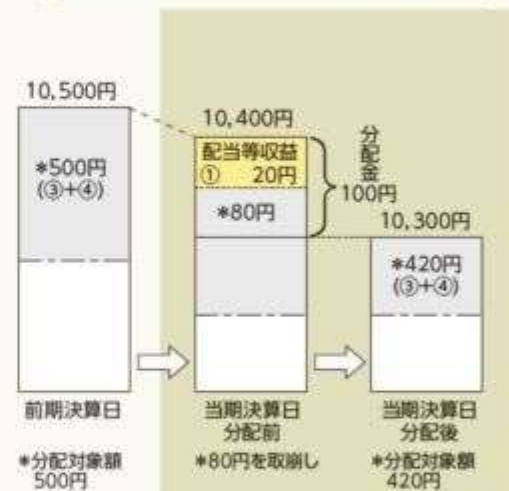 10,500円
*500円
(③+④)
前期決算日
*分配対象額
500円
10,400円
配当等収益
① 20円
*80円
分配金
100円
当期決算日
分配前
*80円を取崩し
10,300円
*420円
(③+④)
当期決算日
分配後
*分配対象額
420円